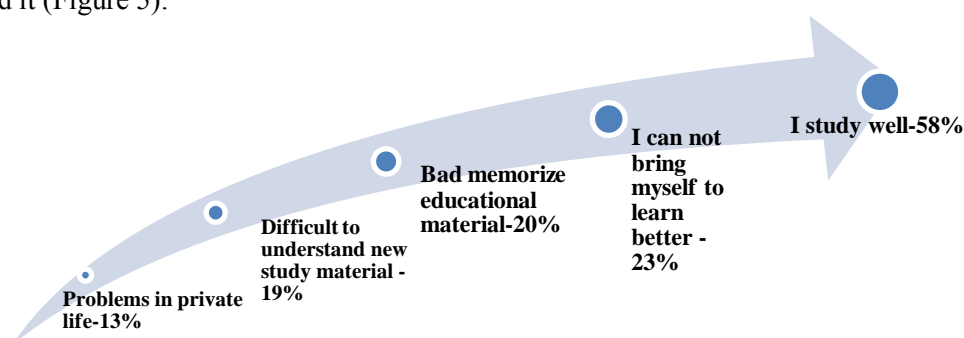 d it (Figure 5).
I study well-58%
I can not
bring
myself to
learn
better -
23%
Bad memorize
educational
material-20%
Difficult to
understand new
study material -
19%
Problems in private
life-13%